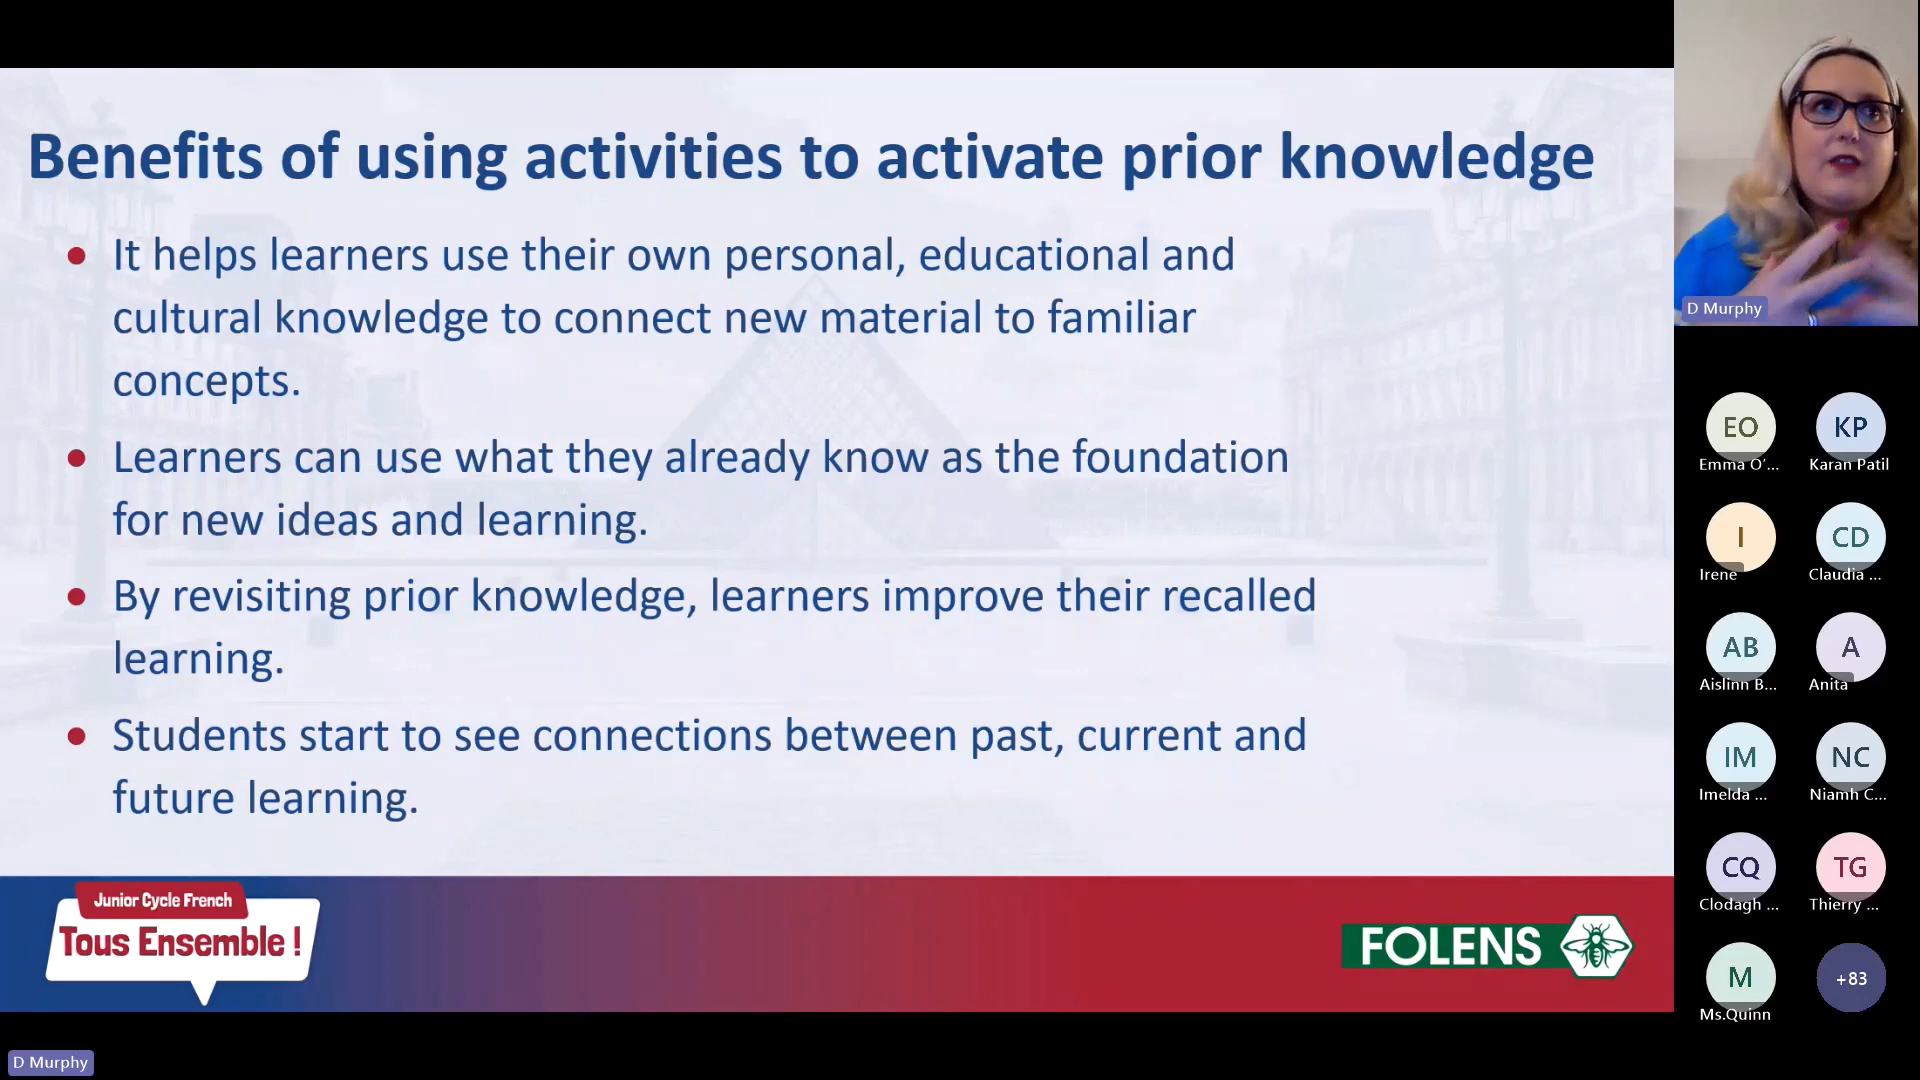 Benefits of using activities to activate prior knowledge
It helps learners use their own personal, educational and
cultural knowledge to connect new material to familiar
concepts.
Learners can use what they already know as the foundation
for new ideas and learning.
By revisiting prior knowledge, learners improve their recalled
learning.
Students start to see connections between past, current and
future learning.
Junior Cycle French
Tous Ensemble !
FOLENS
D Murphy
D Murphy
EO
Emma O'...
KP
Karan Patil
I
Irene
CD
Claudia ...
AB
Aislinn B...
A
Anita
IM
Imelda ...
NC
Niamh C...
CQ
Clodagh ...
TG
Thierry ...
M
Ms.Quinn
+83